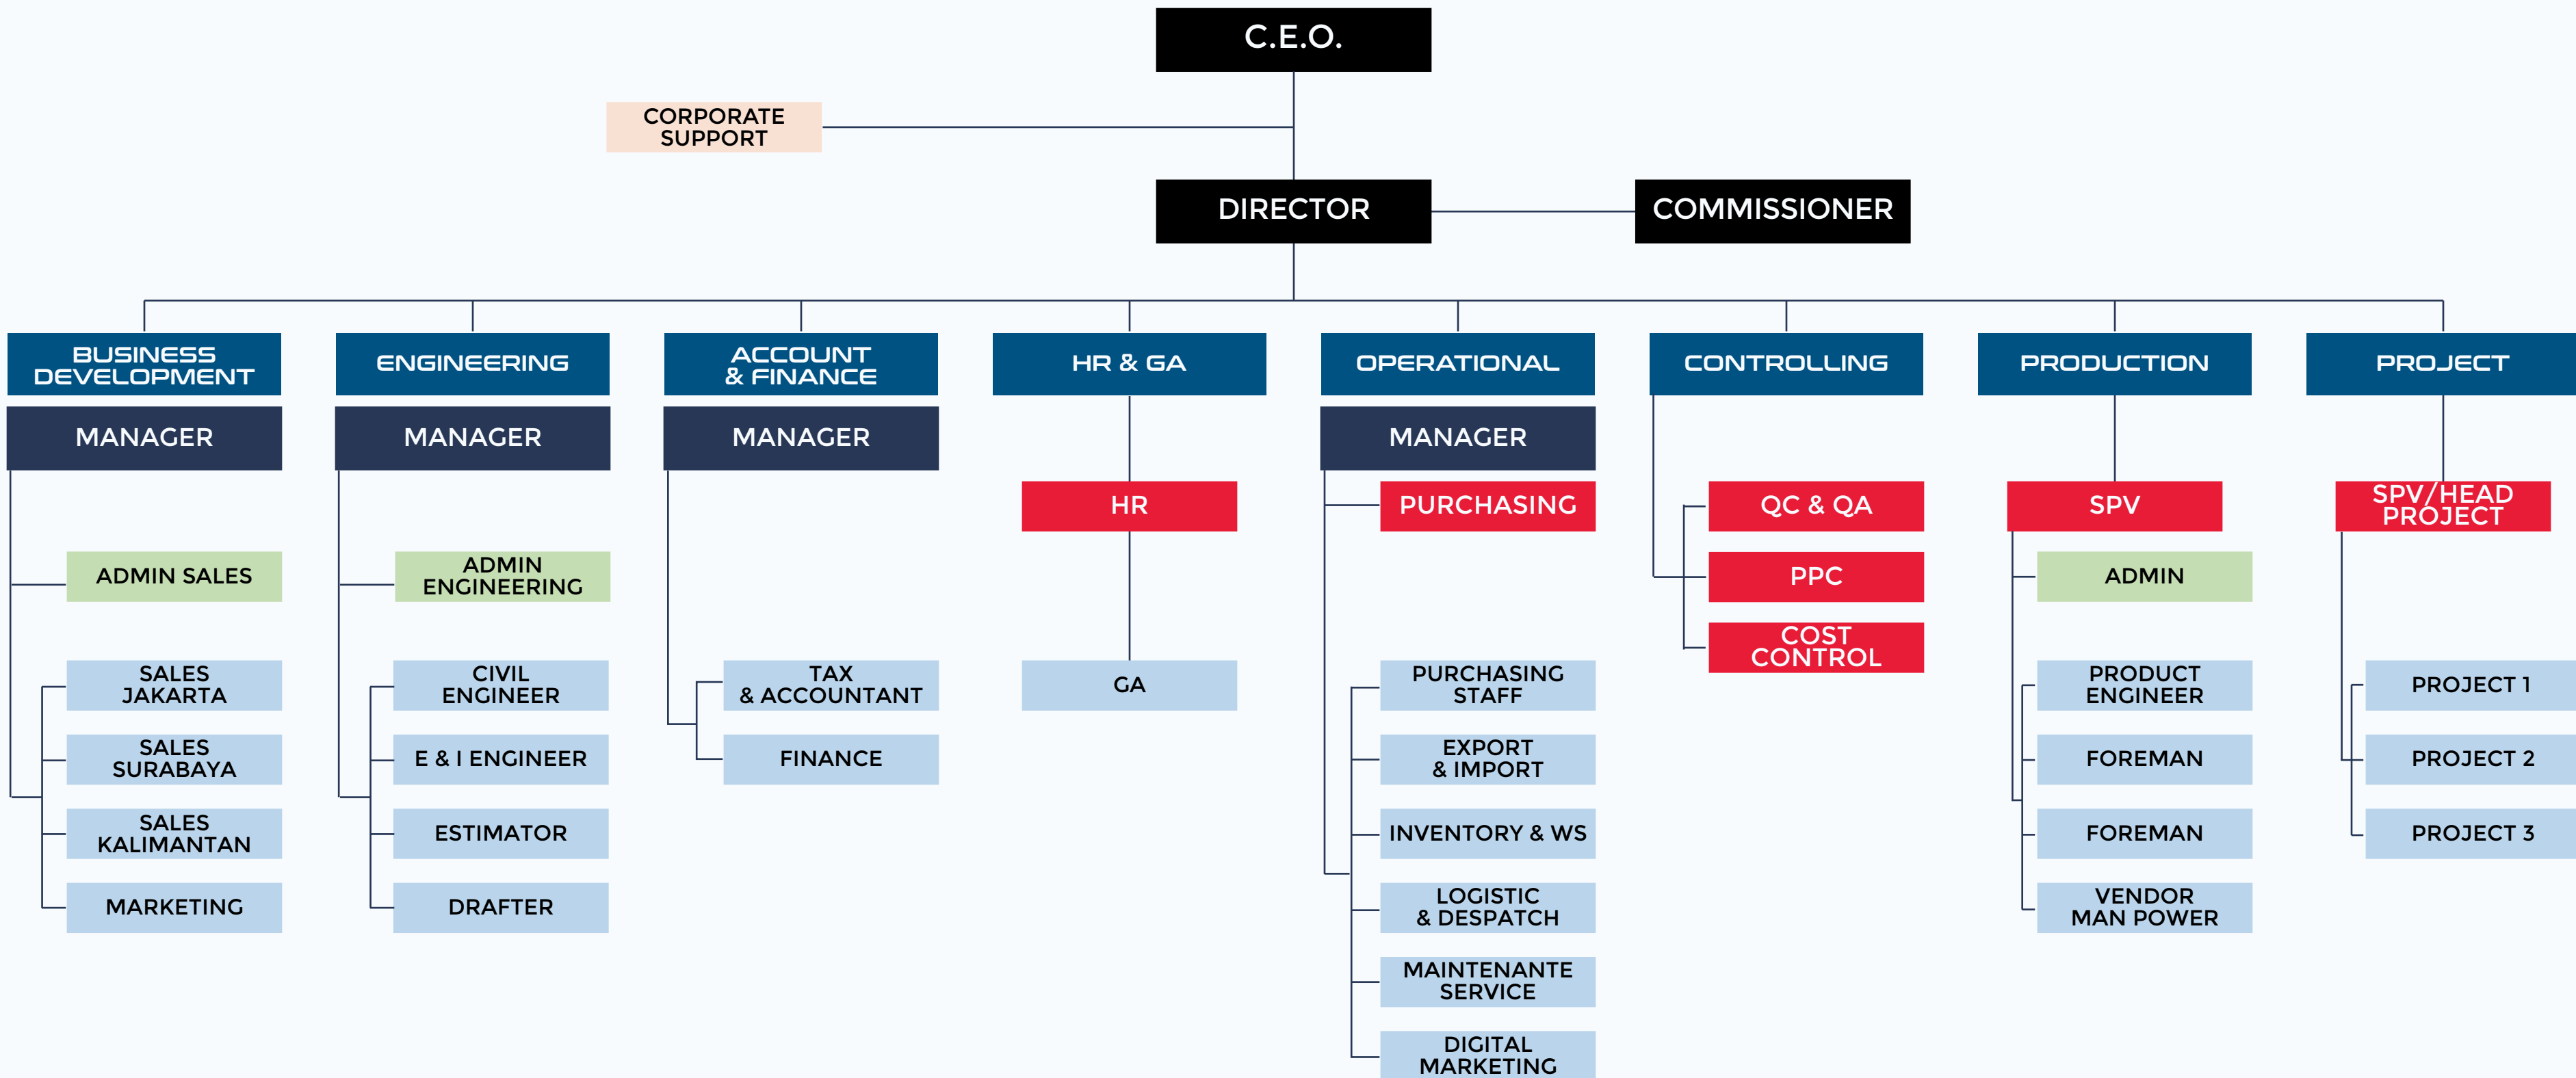 C.E.O.
CORPORATE
SUPPORT
DIRECTOR
COMMISSIONER
BUSINESS
DEVELOPMENT
MANAGER
ADMIN SALES
SALES
JAKARTA
SALES
SURABAYA
SALES
KALIMANTAN
MARKETING
ENGINEERING
MANAGER
ADMIN
ENGINEERING
CIVIL
ENGINEER
E & I ENGINEER
ESTIMATOR
DRAFTER
ACCOUNT
& FINANCE
MANAGER
TAX
& ACCOUNTANT
FINANCE
HR & GA
HR
GA
OPERATIONAL
MANAGER
PURCHASING
PURCHASING
STAFF
EXPORT
& IMPORT
INVENTORY & WS
LOGISTIC
& DESPATCH
MAINTENANTE
SERVICE
DIGITAL
MARKETING
CONTROLLING
QC & QA
PPC
COST
CONTROL
PRODUCTION
SPV
ADMIN
PRODUCT
ENGINEER
FOREMAN
FOREMAN
VENDOR
MAN POWER
PROJECT
SPV/HEAD
PROJECT
PROJECT 1
PROJECT 2
PROJECT 3